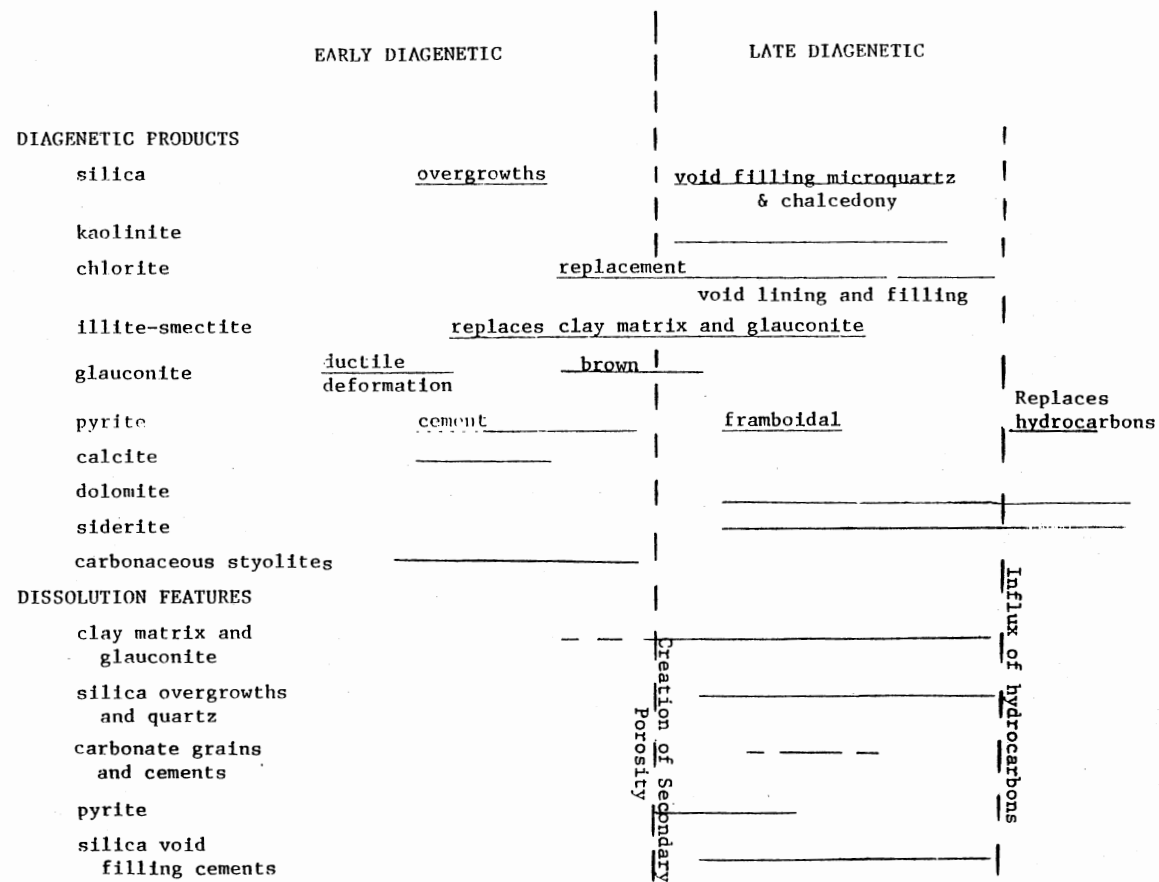 EARLY DIAGENETIC
LATE DIAGENETIC
DIAGENETIC PRODUCTS
silica
overgrowths
void filling microquartz
& chalcedony
kaolinite
chlorite
replacement
void lining and filling
illite-smectite
replaces clay matrix and glauconite
glauconite
ductile
deformation
brown
pyrite
cement
framboidal
Replaces
hydrocarbons
calcite
dolomite
siderite
carbonaceous styolites
DISSOLUTION FEATURES
clay matrix and
glauconite
silica overgrowths
and quartz
carbonate grains
and cements
pyrite
silica void
filling cements
Creation of Secondary
Porosity
Influx of hydrocarbons